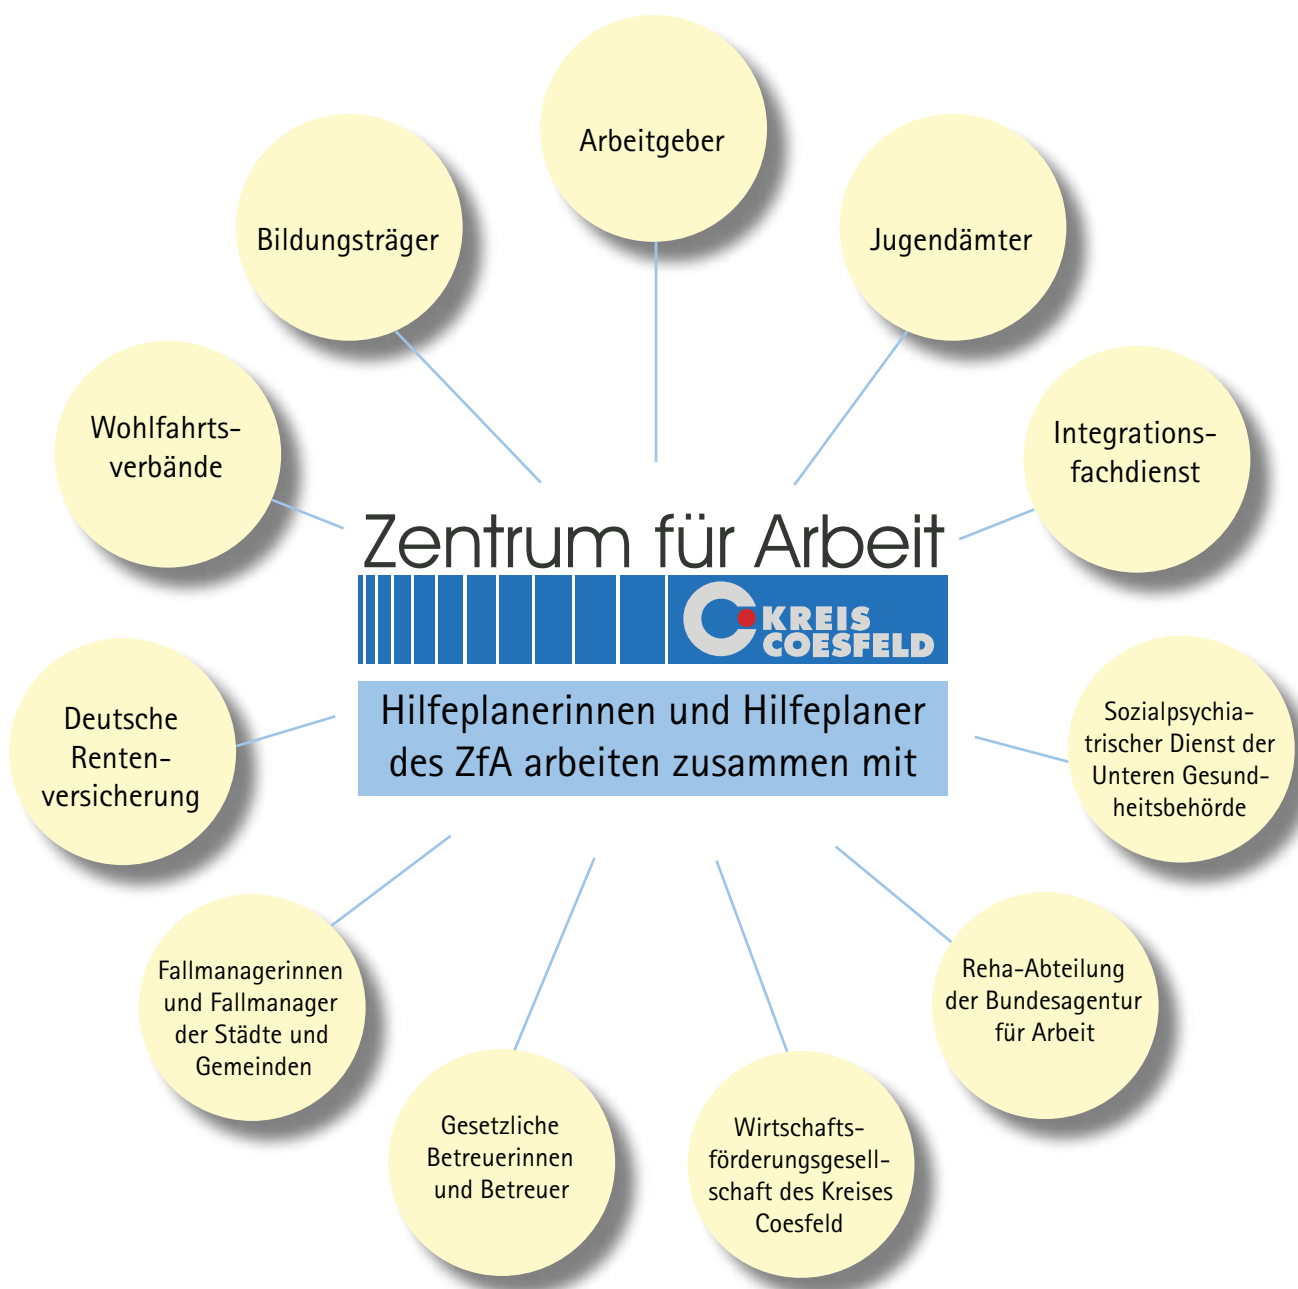 Arbeitgeber
Bildungsträger
Jugendämter
Wohlfahrts-
verbände
Integrations-
fachdienst
Zentrum für Arbeit
KREIS
COESFELD
Hilfeplanerinnen und Hilfeplaner
des ZfA arbeiten zusammen mit
Deutsche
Renten-
versicherung
Sozialpsychia-
trischer Dienst der
Unteren Gesund-
heitsbehörde
Fallmanagerinnen
und Fallmanager
der Städte und
Gemeinden
Reha-Abteilung
der Bundesagentur
für Arbeit
Gesetzliche
Betreuerinnen
und Betreuer
Wirtschafts-
förderungsgesell-
schaft des Kreises
Coesfeld